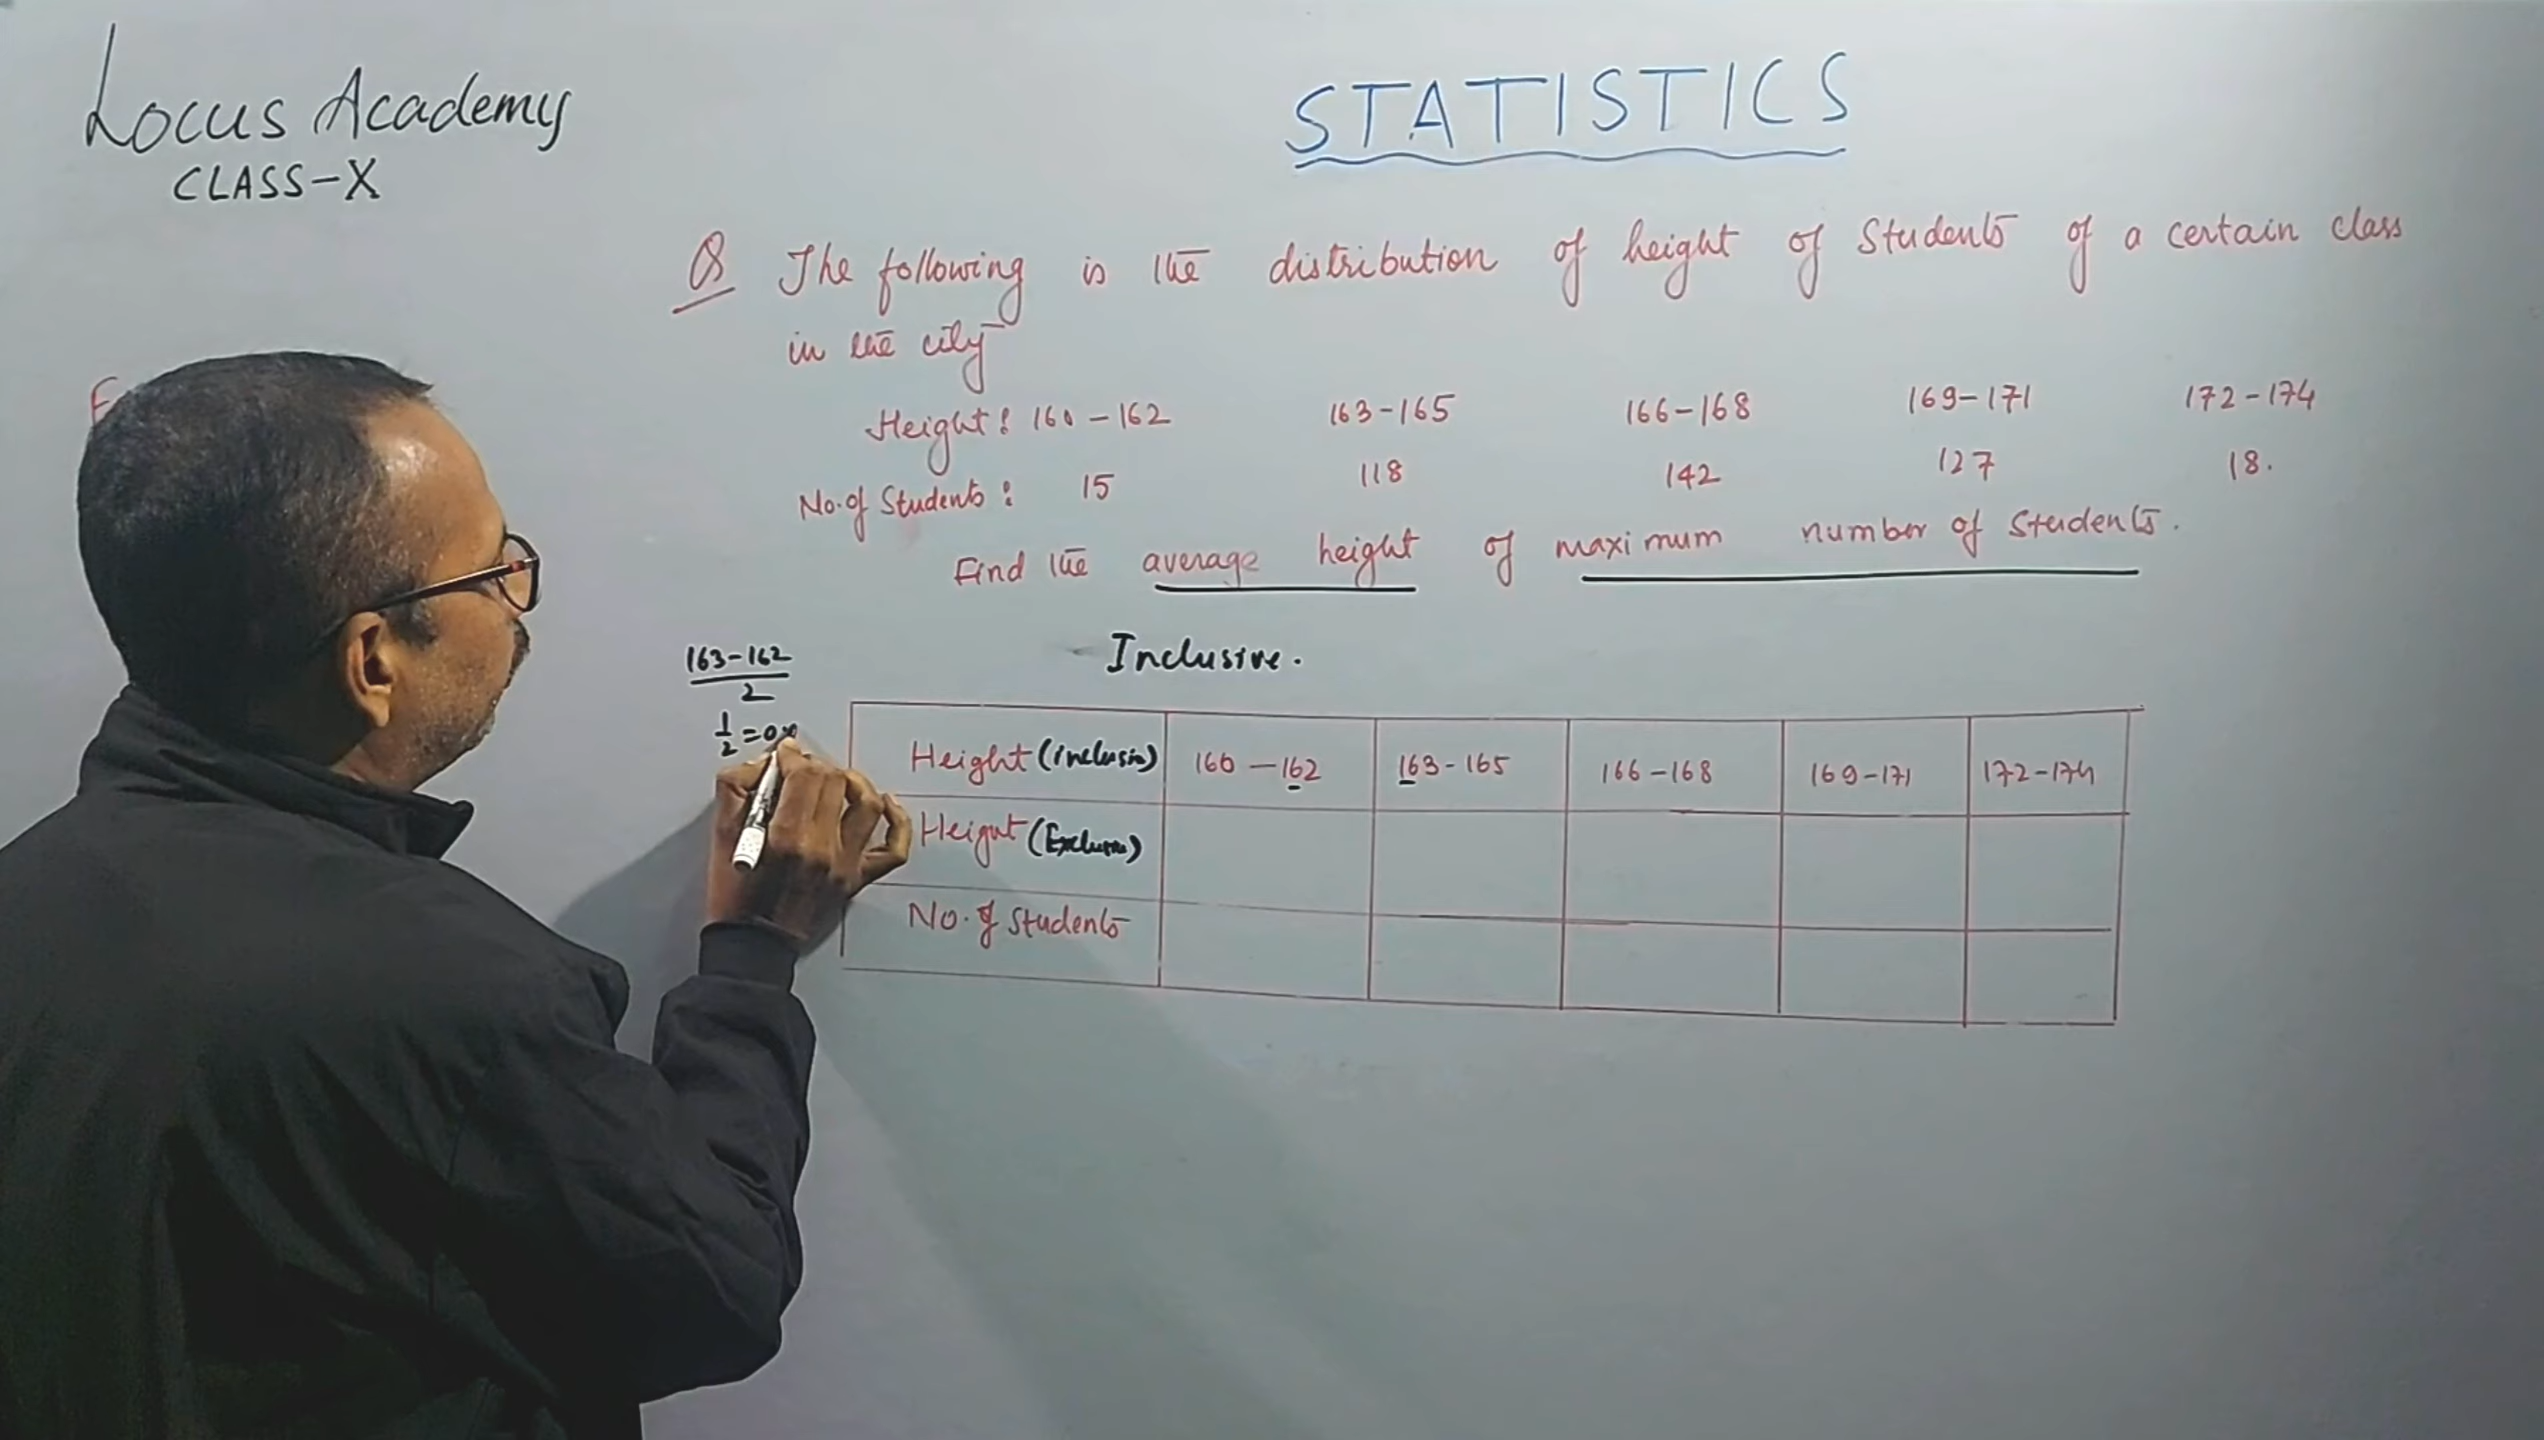 Locus Academy
CLASS-X
STATISTICS
Q The following is the distribution of height of Students of a certain class
in the city
Height: 160-162 163-165 166-168 169-171 172-174
No. of Students: 15 118 142 127 18.
Find the average height of maximum number of Students.
Inclusive.
163-162
2
1/2 = 0
Height (inclusiv) 160-162 163-165 166-168 169-171 172-174
Height
No. of Students